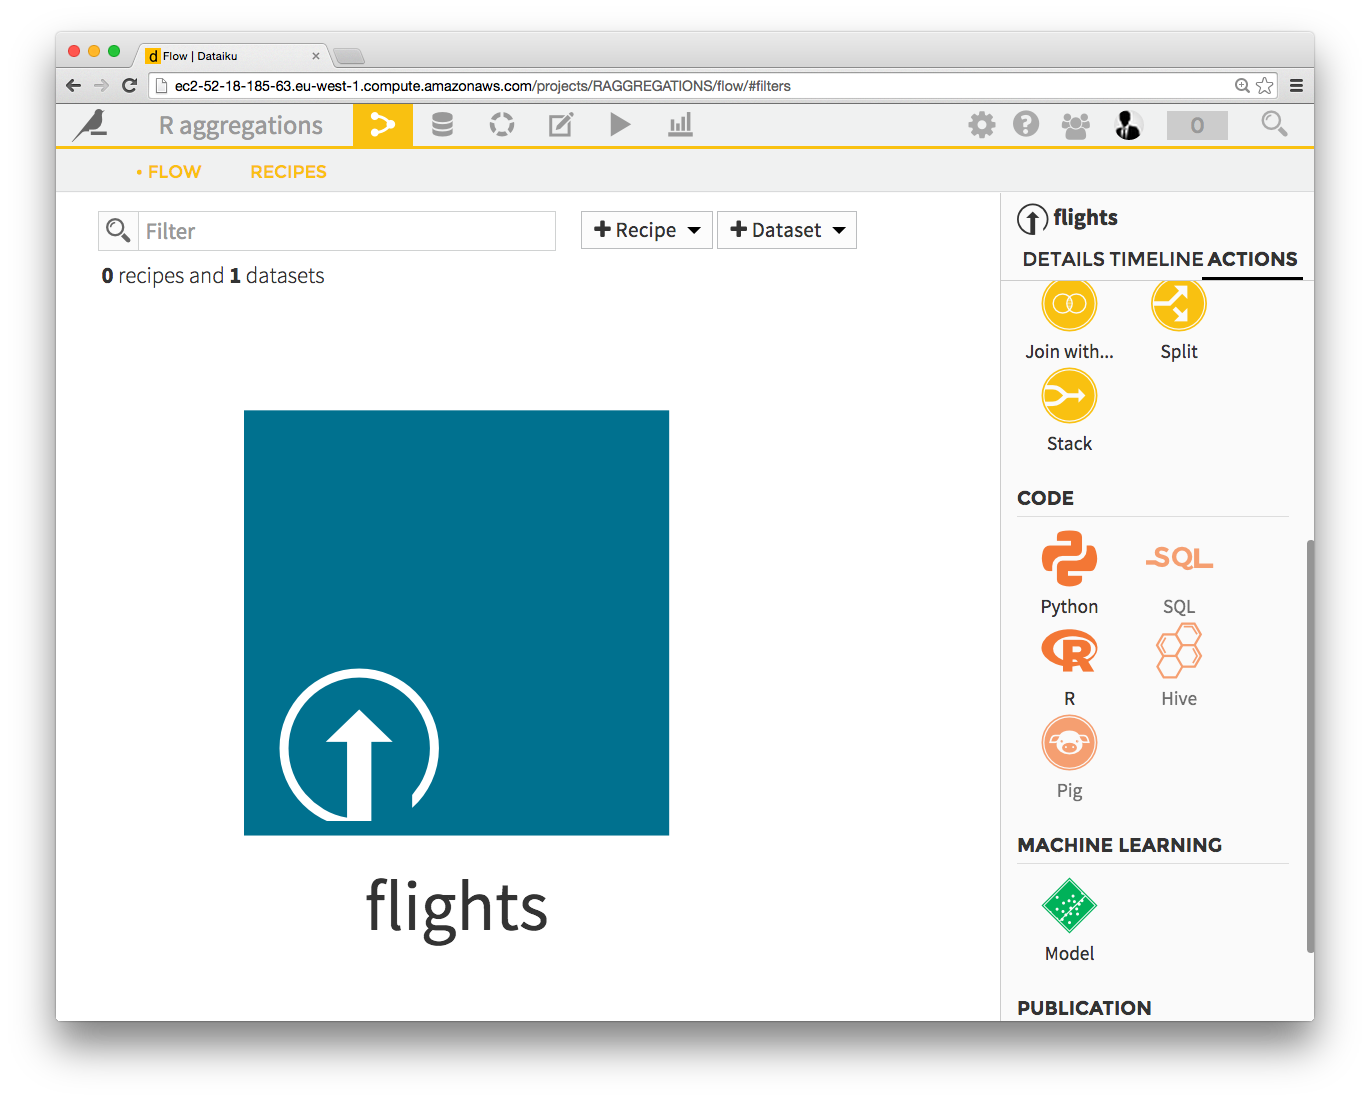 d Flow | Dataiku ×
ec2-52-18-185-63.eu-west-1.compute.amazonaws.com/projects/RAGGREGATIONS/flow/#filters
R aggregations
? 0
• FLOW RECIPES
Filter
+ Recipe + Dataset
0 recipes and 1 datasets
flights
flights
DETAILS TIMELINE ACTIONS
Join with... Split
Stack
CODE
SQL
Python SQL
R
R Hive
Pig
MACHINE LEARNING
Model
PUBLICATION